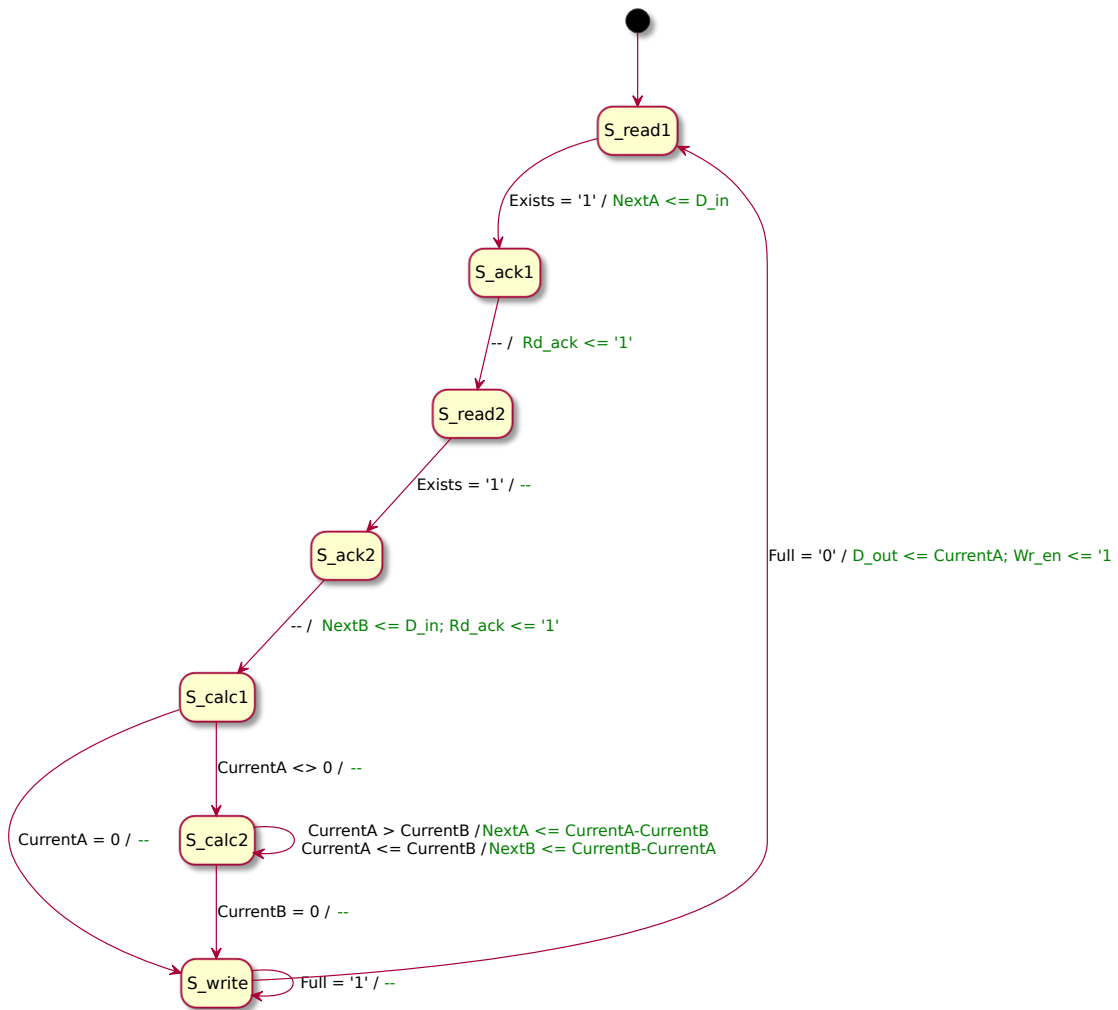 S_read1
Exists = '1' / NextA <= D_in
S_ack1
-- / Rd_ack <= '1'
S_read2
Exists = '1' / --
S_ack2
Full = '0' / D_out <= CurrentA; Wr_en <= '1
-- / NextB <= D_in; Rd_ack <= '1'
S_calc1
CurrentA <> 0 / --
CurrentA = 0 / --
S_calc2
CurrentA > CurrentB / NextA <= CurrentA-CurrentB
CurrentA <= CurrentB / NextB <= CurrentB-CurrentA
CurrentB = 0 / --
S_write
Full = '1' / --